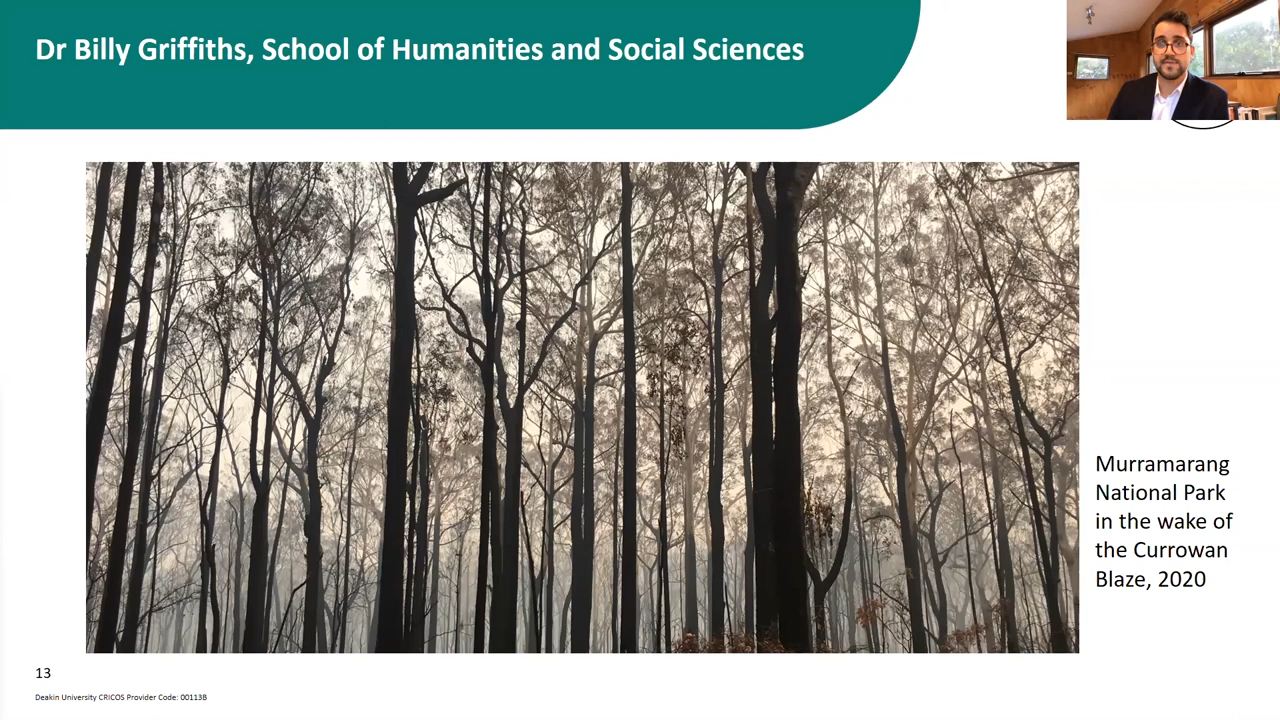 Dr Billy Griffiths, School of Humanities and Social Sciences
Murramarang
National Park
in the wake of
the Currowan
Blaze, 2020
13
Deakin University CRICOS Provider Code: 00113B